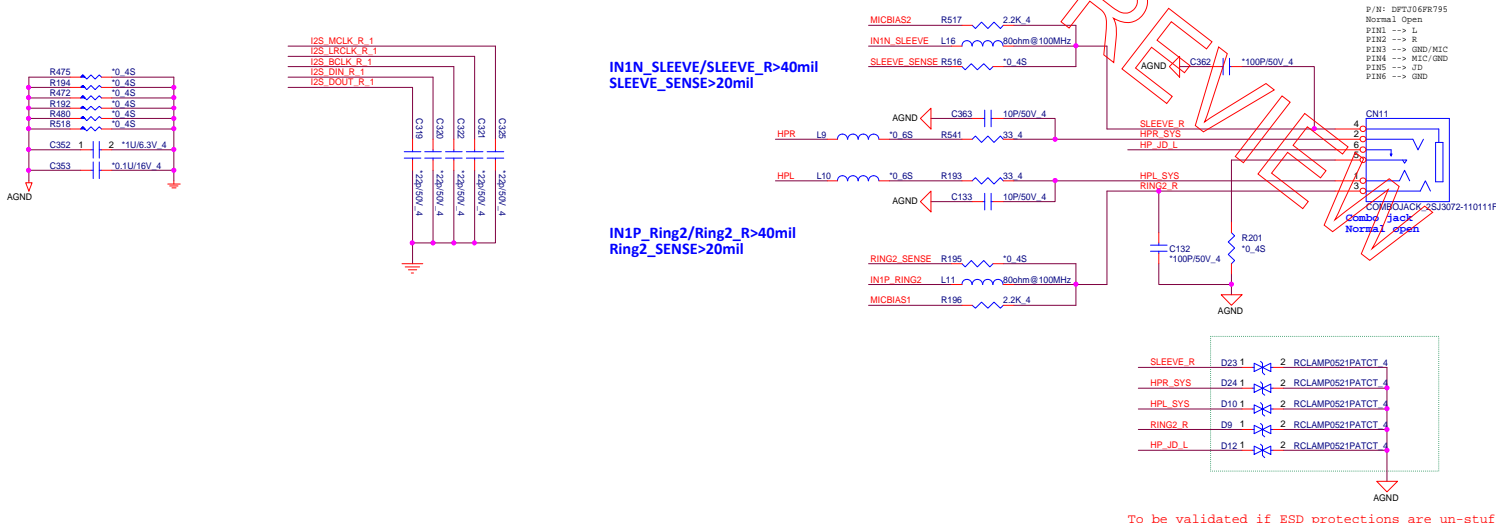 P/N: DFTJ06FR795
Normal Open
PIN1 --> L
PIN2 --> R
PIN3 --> GND/MIC
PIN4 --> MIC/GND
PIN5 --> JD
PIN6 --> GND
I2S_MCLK_R_1
I2S_LRCLK_R_1
I2S_BCLK_R_1
I2S_DIN_R_1
I2S_DOUT_R_1
R475 *0_4S
R194 *0_4S
R472 *0_4S
R192 *0_4S
R480 *0_4S
R518 *0_4S
C352 1 2 *1U/6.3V_4
C353 *0.1U/16V_4
AGND
C319 *22p/50V_4
C320 *22p/50V_4
C322 *22p/50V_4
C321 *22p/50V_4
C325 *22p/50V_4
IN1N_SLEEVE/SLEEVE_R>40mil
SLEEVE_SENSE>20mil
MICBIAS2 R517 2.2K_4
IN1N_SLEEVE L16 80ohm@100MHz
SLEEVE_SENSE R516 *0_4S
AGND C362 *100P/50V_4
AGND C363 10P/50V_4
HPR L9 *0_6S R541 33_4
HPL L10 *0_6S R193 33_4
AGND C133 10P/50V_4
SLEEVE_R 4
HPR_SYS 2
HP_JD_L 6
5
HPL_SYS 1
RING2_R 3
CN11
COMBOJACK_2SJ3072-110111F
Combo jack
Normal open
IN1P_Ring2/Ring2_R>40mil
Ring2_SENSE>20mil
RING2_SENSE R195 *0_4S
IN1P_RING2 L11 80ohm@100MHz
MICBIAS1 R196 2.2K_4
C132
*100P/50V_4
R201
*0_4S
AGND
SLEEVE_R D23 1 2 RCLAMP0521PATCT_4
HPR_SYS D24 1 2 RCLAMP0521PATCT_4
HPL_SYS D10 1 2 RCLAMP0521PATCT_4
RING2_R D9 1 2 RCLAMP0521PATCT_4
HP_JD_L D12 1 2 RCLAMP0521PATCT_4
AGND
To be validated if ESD protections are un-stuf